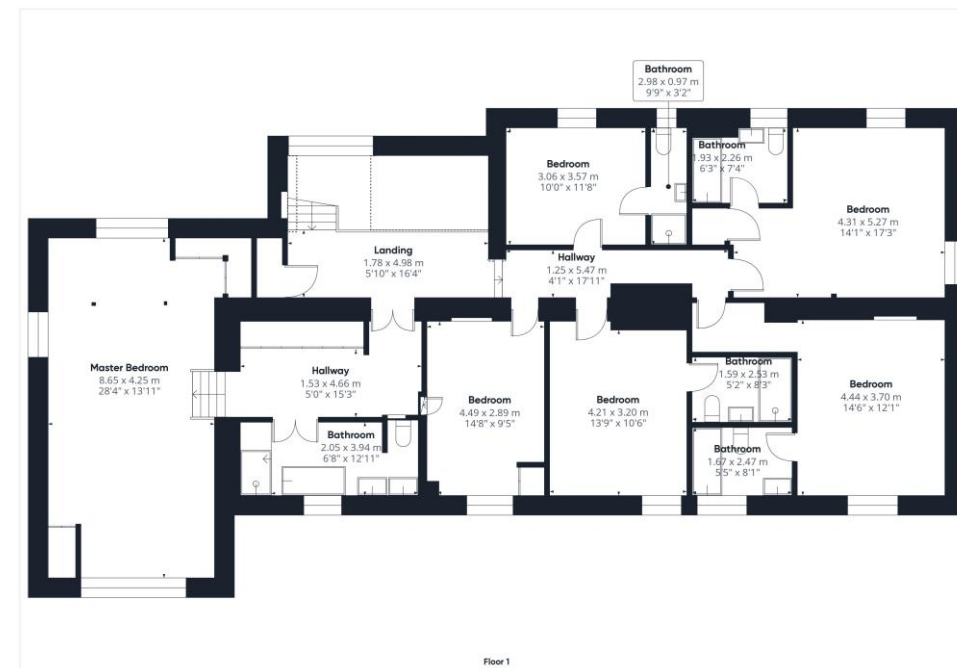 Bathroom
2.98 x 0.97 m
9'9" x 3'2"
Bedroom
3.06 x 3.57 m
10'0" x 11'8"
Bathroom
1.93 x 2.26 m
6'3" x 7'4"
Bedroom
4.31 x 5.27 m
14'1" x 17'3"
Landing
1.78 x 4.98 m
5'10" x 16'4"
Hallway
1.25 x 5.47 m
4'1" x 17'11"
Master Bedroom
8.65 x 4.25 m
28'4" x 13'11"
Hallway
1.53 x 4.66 m
5'0" x 15'3"
Bedroom
4.49 x 2.89 m
14'8" x 9'5"
Bedroom
4.21 x 3.20 m
13'9" x 10'6"
Bathroom
1.59 x 2.53 m
5'2" x 8'3"
Bedroom
4.44 x 3.70 m
14'6" x 12'1"
Bathroom
2.05 x 3.94 m
6'8" x 12'11"
Bathroom
1.67 x 2.47 m
5'5" x 8'1"
Floor 1